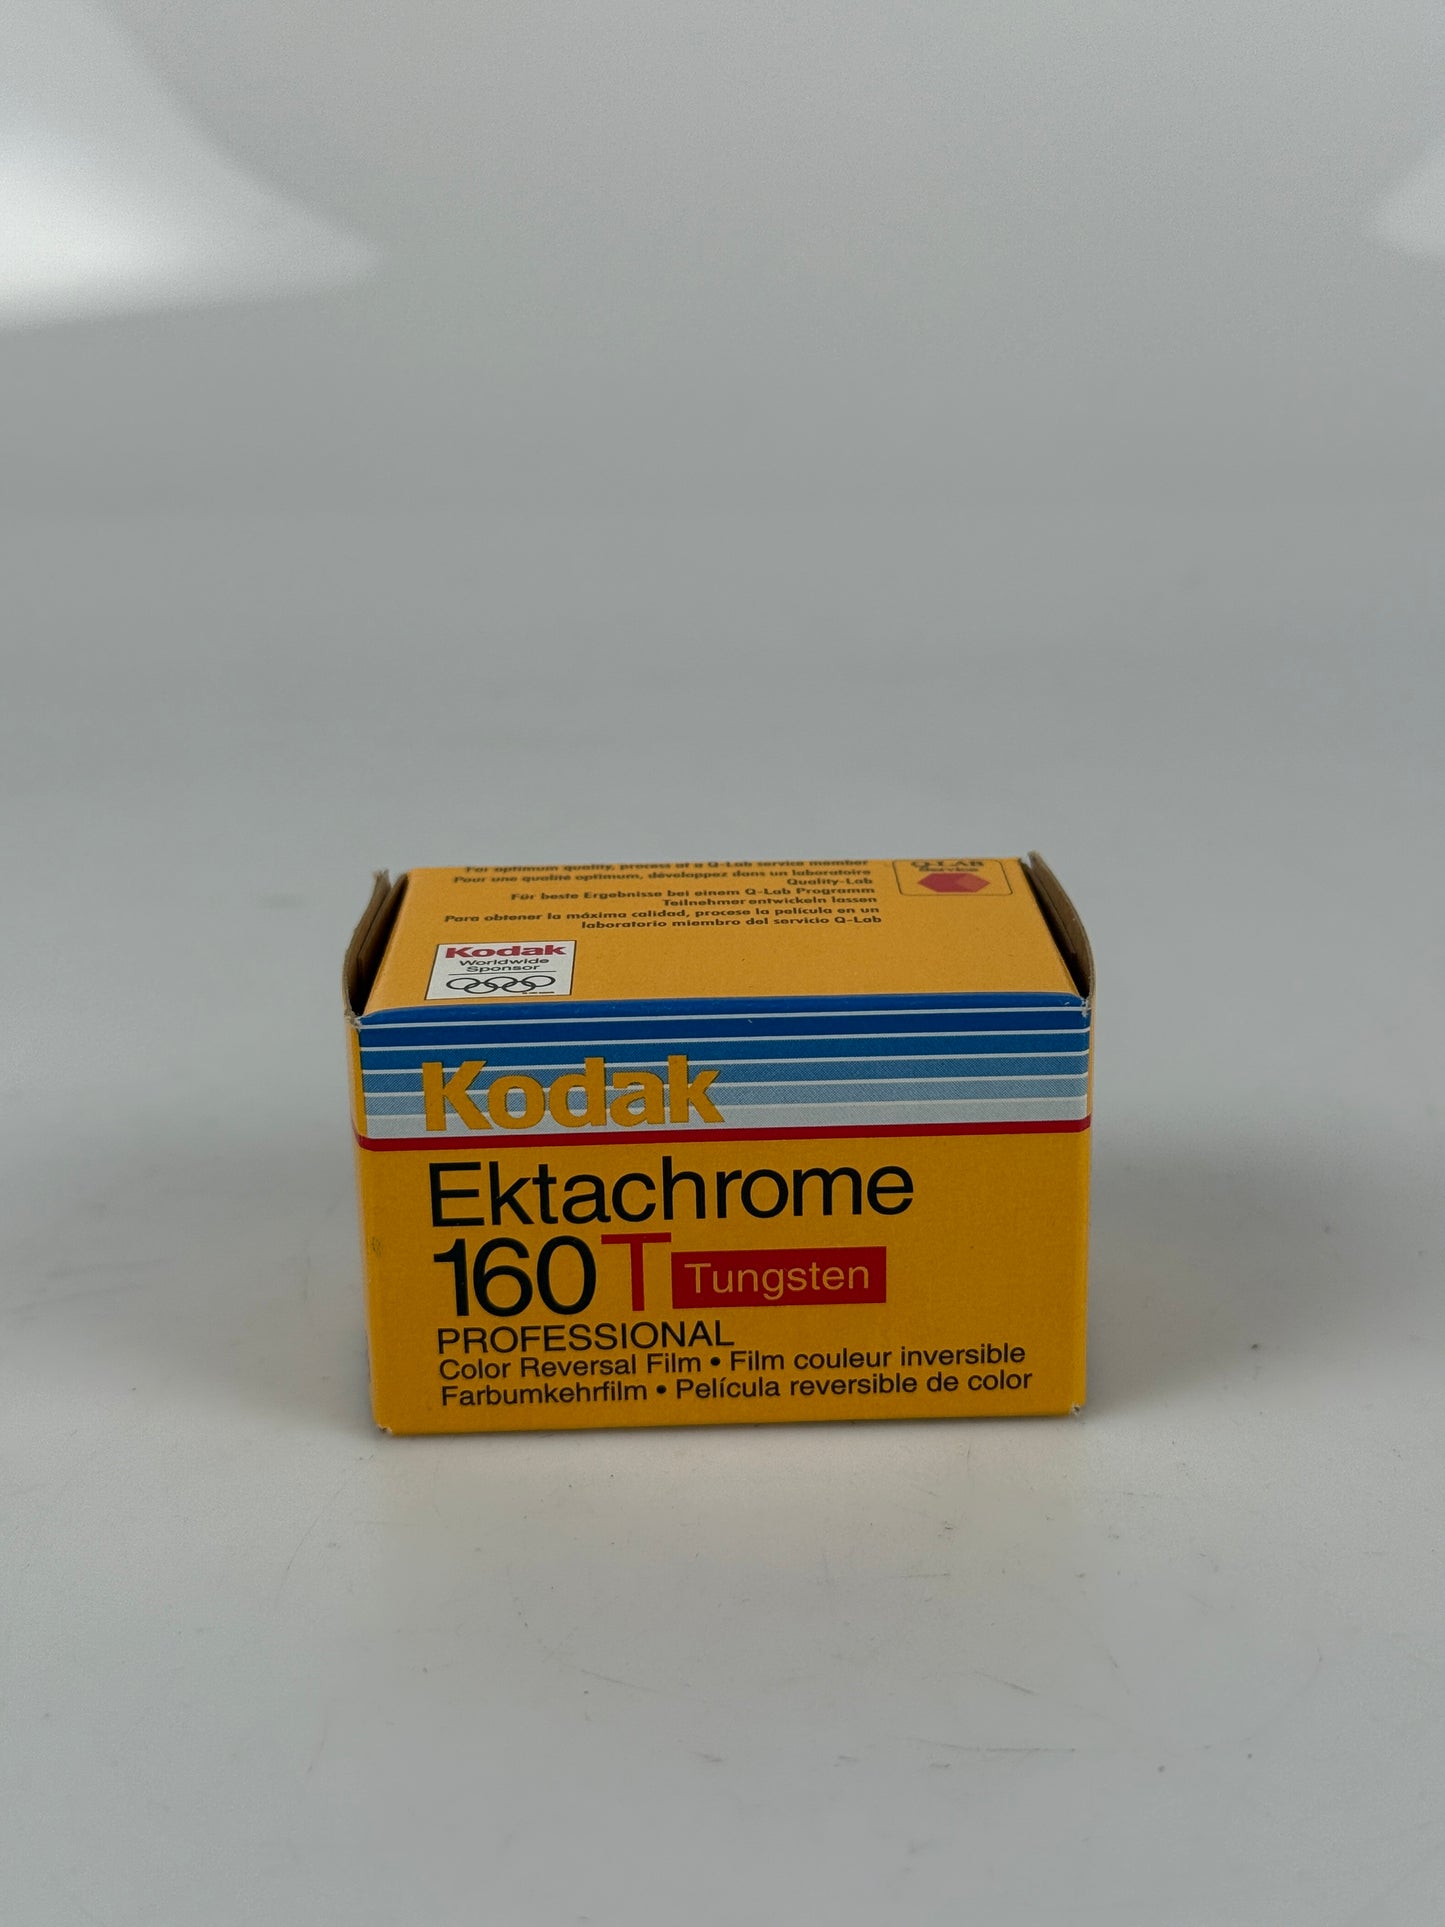 For optimum quality, process at a Q-Lab service member
Pour une qualité optimum, développez dans un laboratoire
Quality-Lab
Für beste Ergebnisse bei einem Q-Lab Programm
Teilnehmer entwickeln lassen
Para obtener la máxima calidad, procese la película en un
laboratorio miembro del servicio Q-Lab
Q-LAB
Service
Kodak
Worldwide
Sponsor
Kodak
Ektachrome
160T Tungsten
PROFESSIONAL
Color Reversal Film • Film couleur inversible
Farbumkehrfilm • Película reversible de color